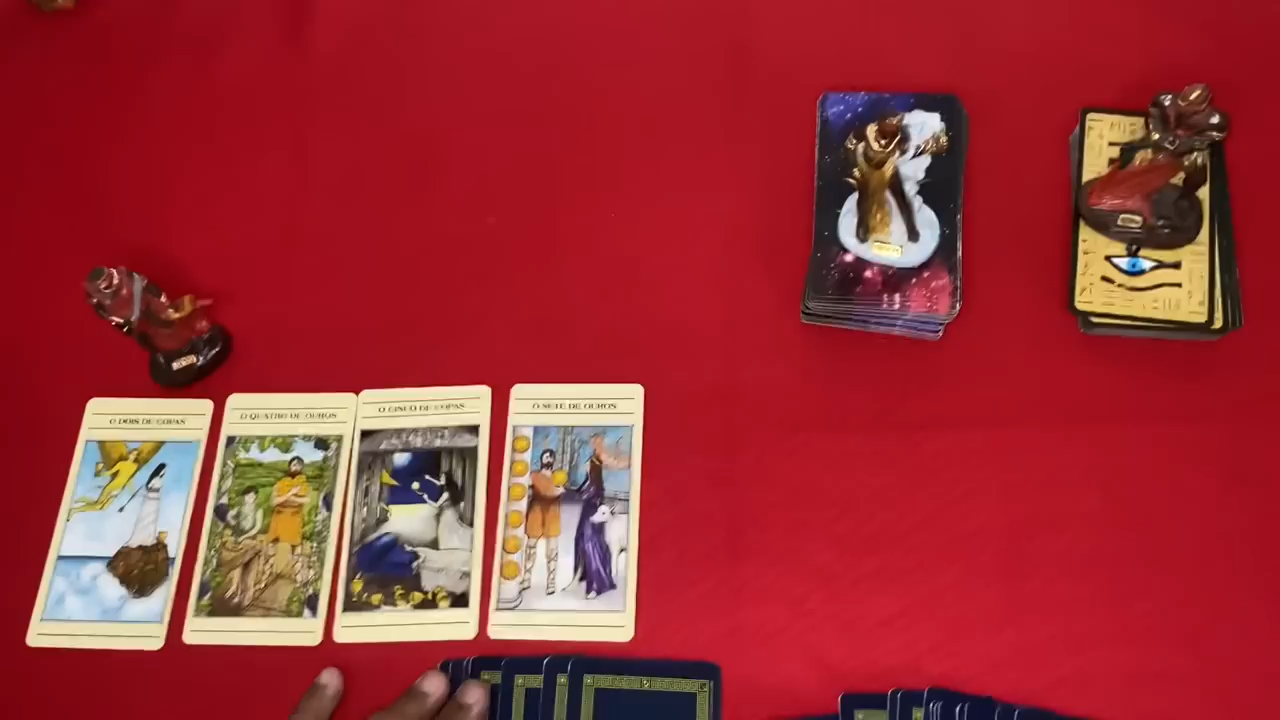 O DOIS DE COPAS
O QUATRO DE OUROS
O CINCO DE COPAS
O SETE DE OUROS